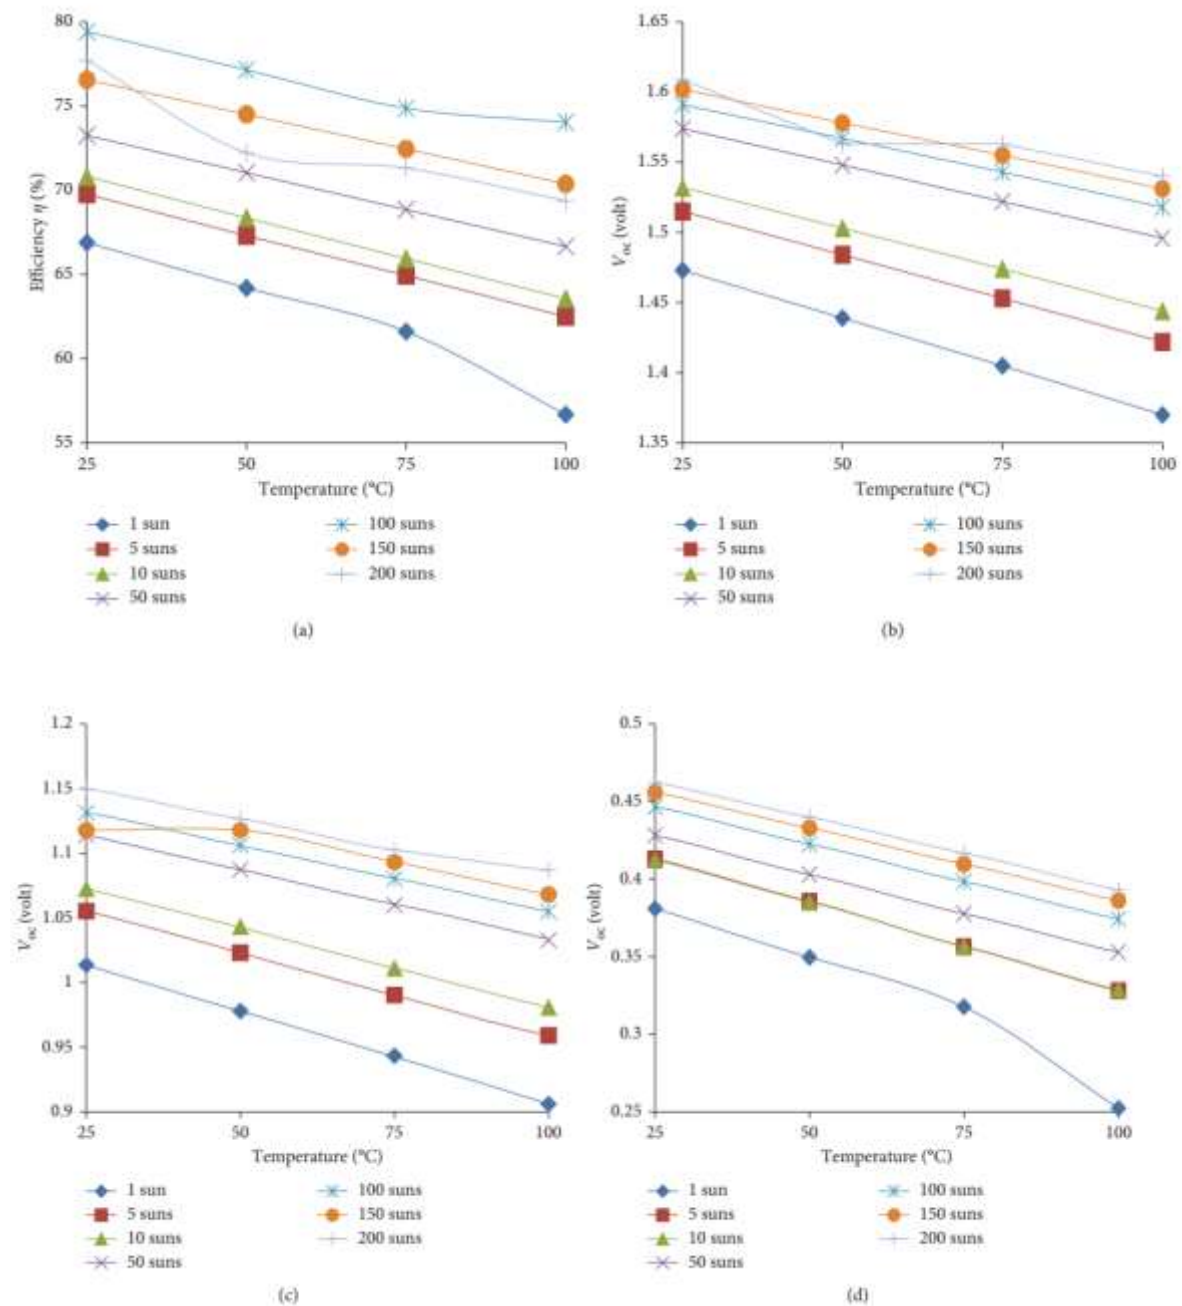 80
75
70
65
60
55
Efficiency η (%)
25 50 75 100
Temperature (°C)
1 sun
5 suns
10 suns
50 suns
100 suns
150 suns
200 suns
(a)
1.65
1.6
1.55
1.5
1.45
1.4
1.35
Voc (volt)
25 50 75 100
Temperature (°C)
1 sun
5 suns
10 suns
50 suns
100 suns
150 suns
200 suns
(b)
1.2
1.15
1.1
1.05
1
0.95
0.9
Voc (volt)
25 50 75 100
Temperature (°C)
1 sun
5 suns
10 suns
50 suns
100 suns
150 suns
200 suns
(c)
0.5
0.45
0.4
0.35
0.3
0.25
Voc (volt)
25 50 75 100
Temperature (°C)
1 sun
5 suns
10 suns
50 suns
100 suns
150 suns
200 suns
(d)